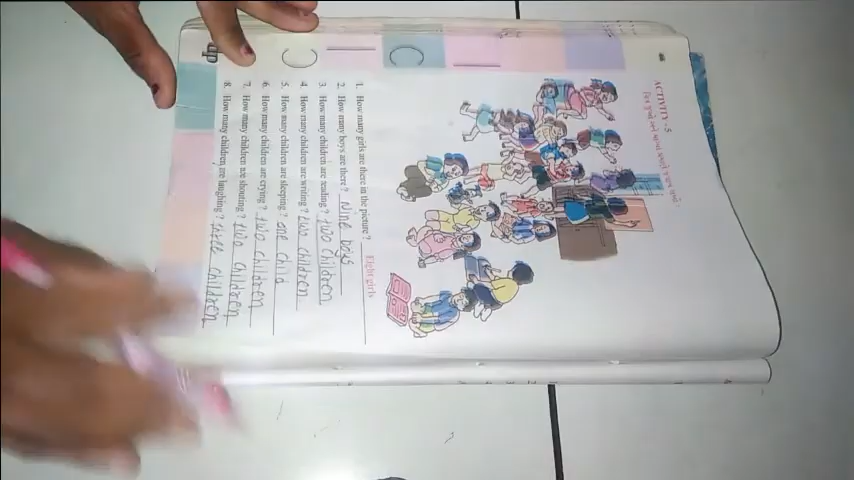 ACTIVITY - 5
1. How many girls are there in the picture? Eight girls
2. How many boys are there? Nine boys
3. How many children are reading? two children
4. How many children are writing? two children
5. How many children are sleeping? one child
6. How many children are crying? two children
7. How many children are shouting? two children
8. How many children are laughing? three children